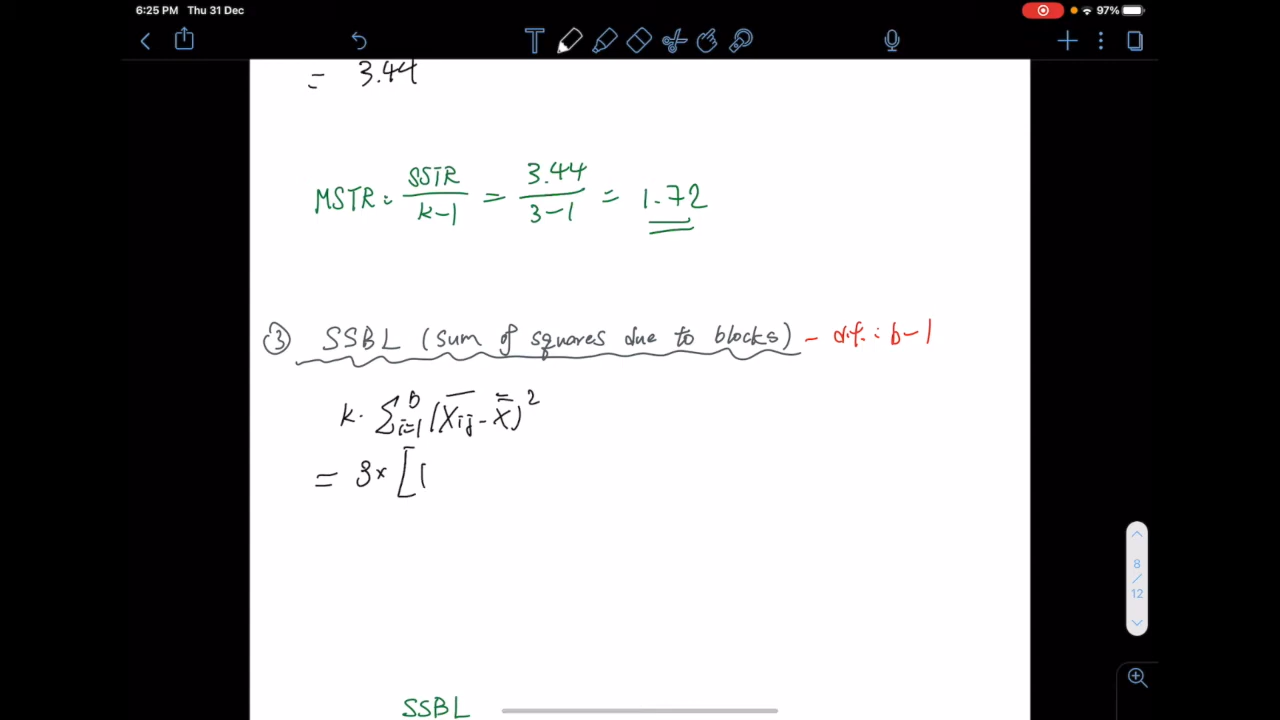 6:25 PM Thu 31 Dec
97%
T
= 3.44
MSTR = SSTR / k-1 = 3.44 / 3-1 = 1.72
③ SSBL (Sum of squares due to blocks) - d.f. : b-1
k · Σ_{i=1}^{b} (X̄ij - X̿)²
= 3× [(
8
/
12
SSBL